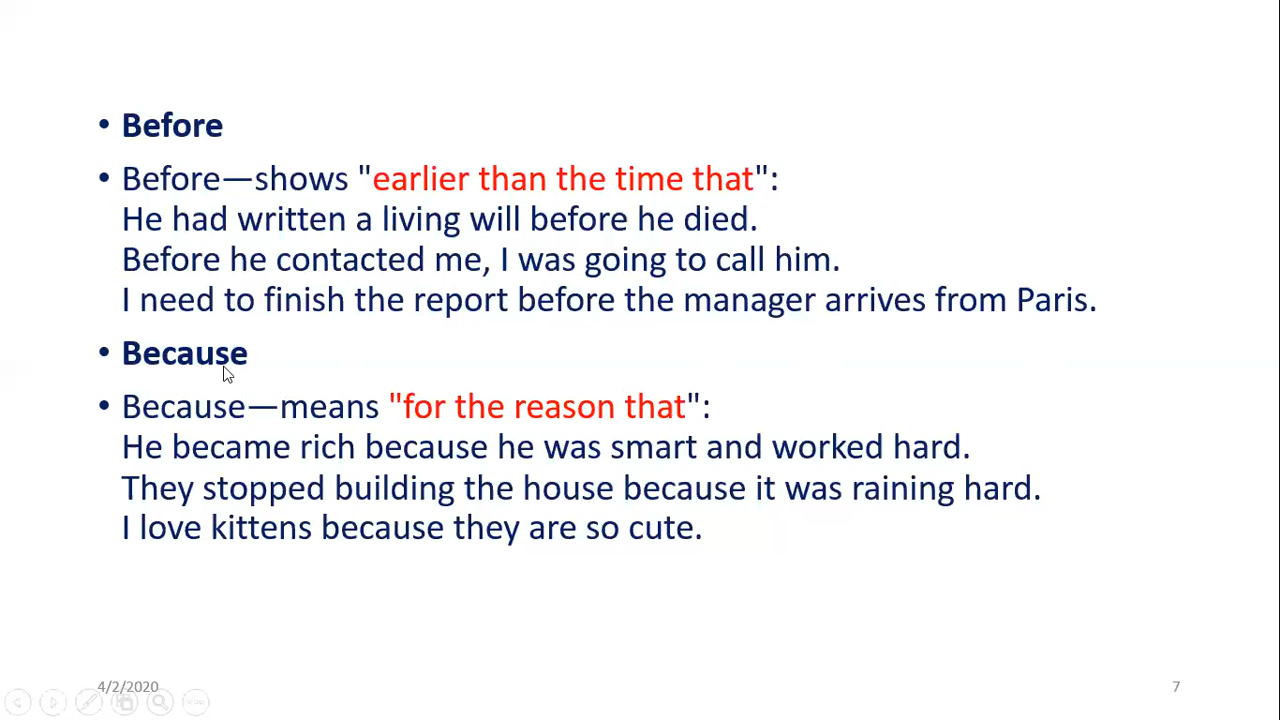 • Before
• Before—shows "earlier than the time that":
He had written a living will before he died.
Before he contacted me, I was going to call him.
I need to finish the report before the manager arrives from Paris.
• Because
• Because—means "for the reason that":
He became rich because he was smart and worked hard.
They stopped building the house because it was raining hard.
I love kittens because they are so cute.
4/2/2020
7